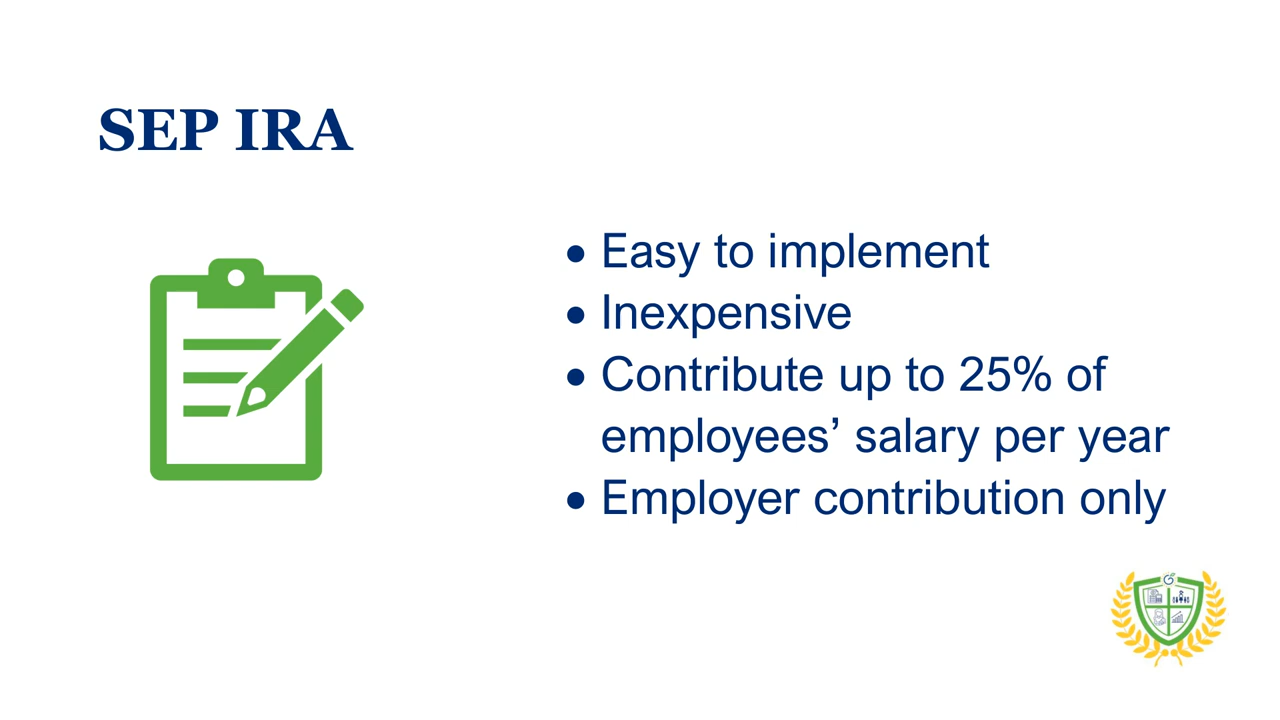 SEP IRA
• Easy to implement
• Inexpensive
• Contribute up to 25% of
employees’ salary per year
• Employer contribution only